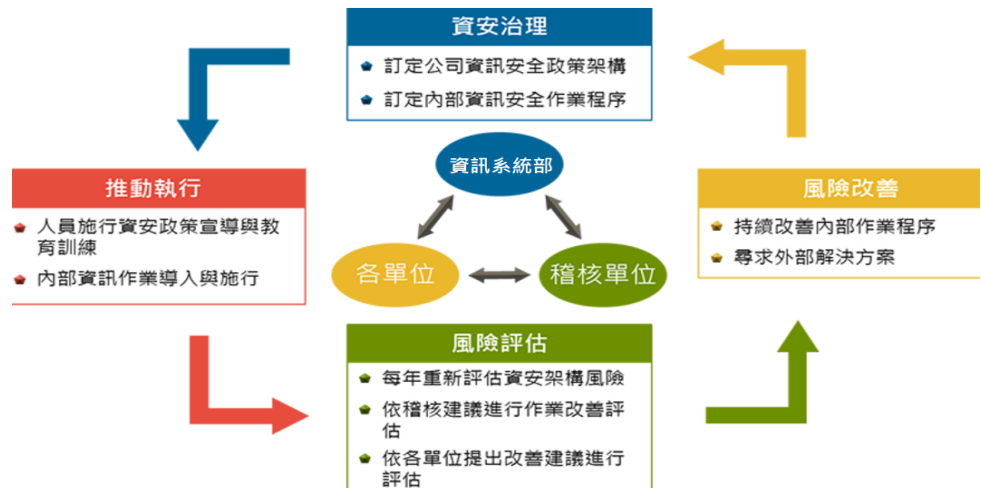 資安治理
訂定公司資訊安全政策架構
訂定內部資訊安全作業程序
資訊系統部
推動執行
人員施行資安政策宣導與教
育訓練
內部資訊作業導入與施行
風險改善
持續改善內部作業程序
尋求外部解決方案
各單位
稽核單位
風險評估
每年重新評估資安架構風險
依稽核建議進行作業改善評
估
依各單位提出改善建議進行
評估